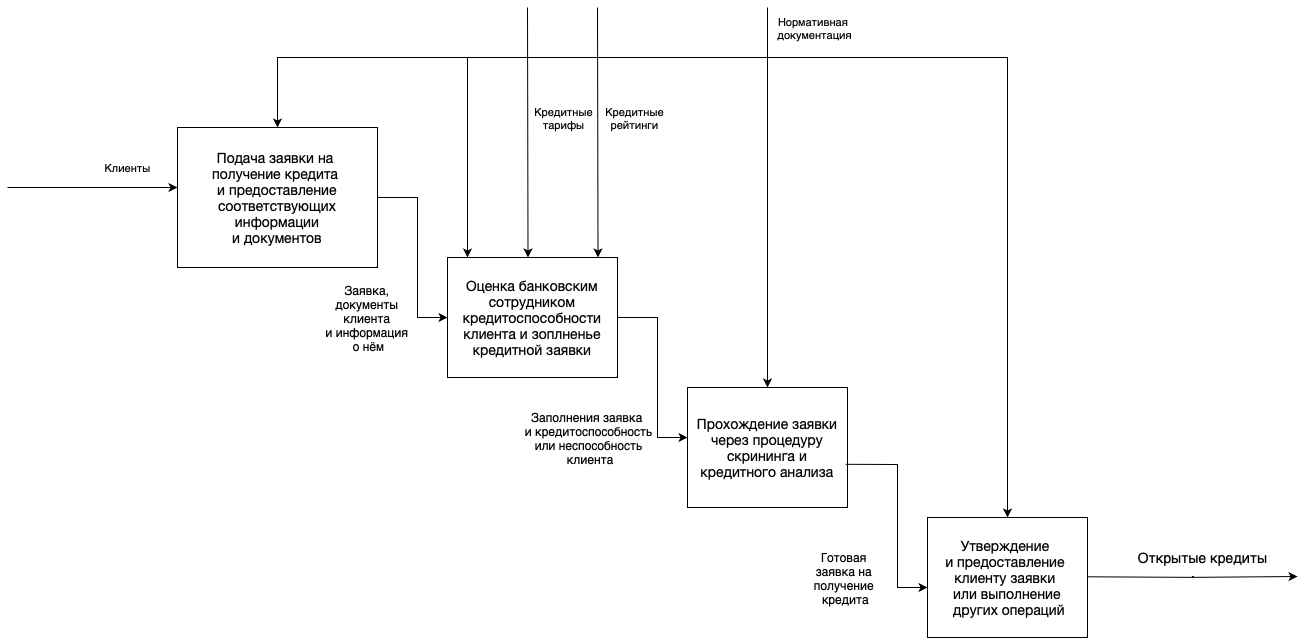 Нормативная
документация
Кредитные
тарифы
Кредитные
рейтинги
Клиенты
Подача заявки на
получение кредита
и предоставление
соответствующих
информации
и документов
Заявка,
документы
клиента
и информация
о нём
Оценка банковским
сотрудником
кредитоспособности
клиента и зоплненье
кредитной заявки
Заполнения заявка
и кредитоспособность
или неспособность
клиента
Прохождение заявки
через процедуру
скрининга и
кредитного анализа
Готовая
заявка на
получение
кредита
Утверждение
и предоставление
клиенту заявки
или выполнение
других операций
Открытые кредиты